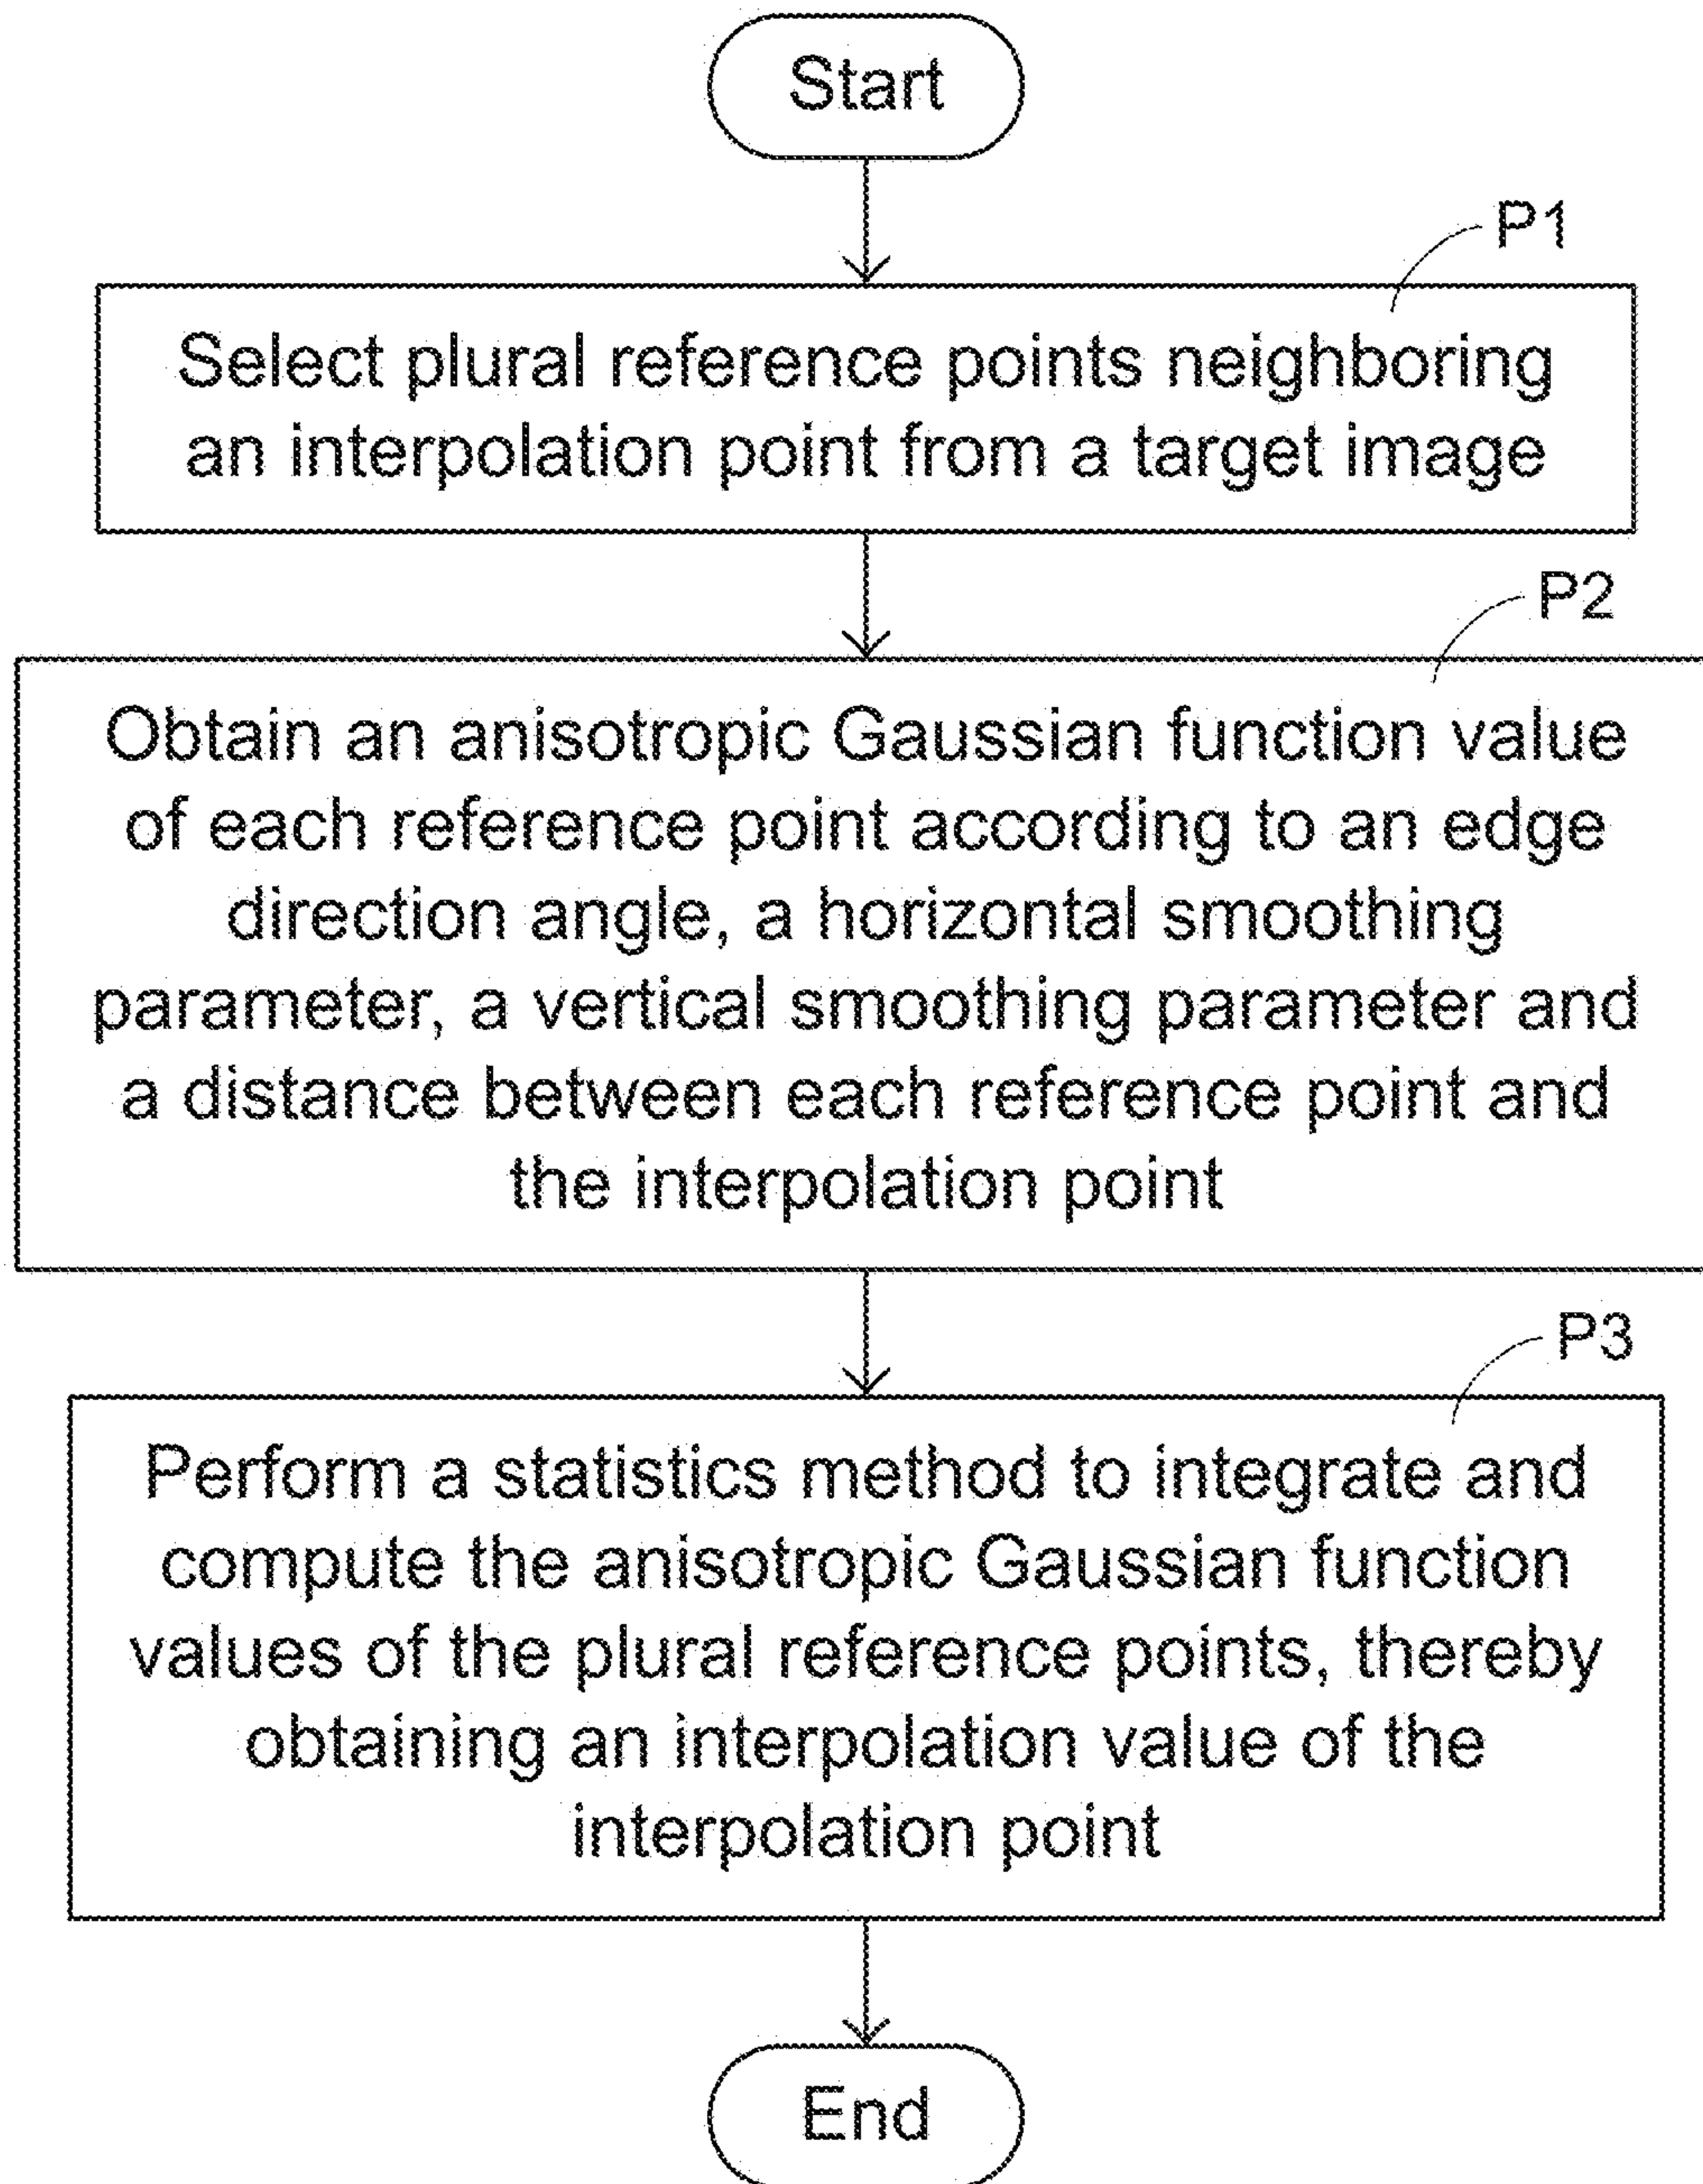 Start
P1
Select plural reference points neighboring
an interpolation point from a target image
P2
Obtain an anisotropic Gaussian function value
of each reference point according to an edge
direction angle, a horizontal smoothing
parameter, a vertical smoothing parameter and
a distance between each reference point and
the interpolation point
P3
Perform a statistics method to integrate and
compute the anisotropic Gaussian function
values of the plural reference points, thereby
obtaining an interpolation value of the
interpolation point
End